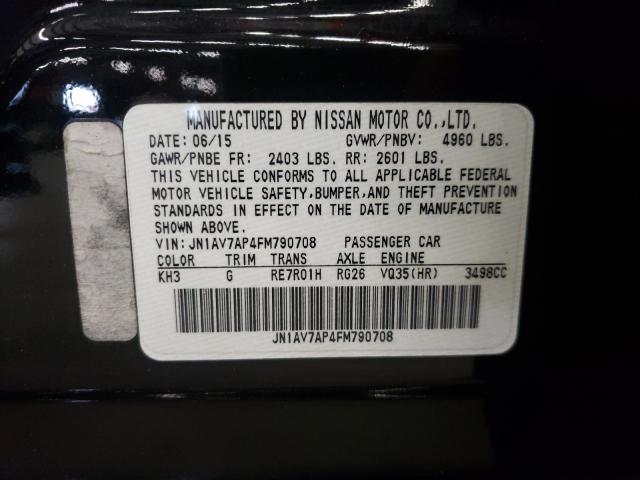 MANUFACTURED BY NISSAN MOTOR CO.,LTD.
DATE: 06/15 GVWR/PNBV: 4960 LBS.
GAWR/PNBE FR: 2403 LBS. RR: 2601 LBS.
THIS VEHICLE CONFORMS TO ALL APPLICABLE FEDERAL
MOTOR VEHICLE SAFETY,BUMPER,AND THEFT PREVENTION
STANDARDS IN EFFECT ON THE DATE OF MANUFACTURE
SHOWN ABOVE.
VIN: JN1AV7AP4FM790708 PASSENGER CAR
COLOR TRIM TRANS AXLE ENGINE
KH3 G RE7R01H RG26 VQ35(HR) 3498CC
JN1AV7AP4FM790708